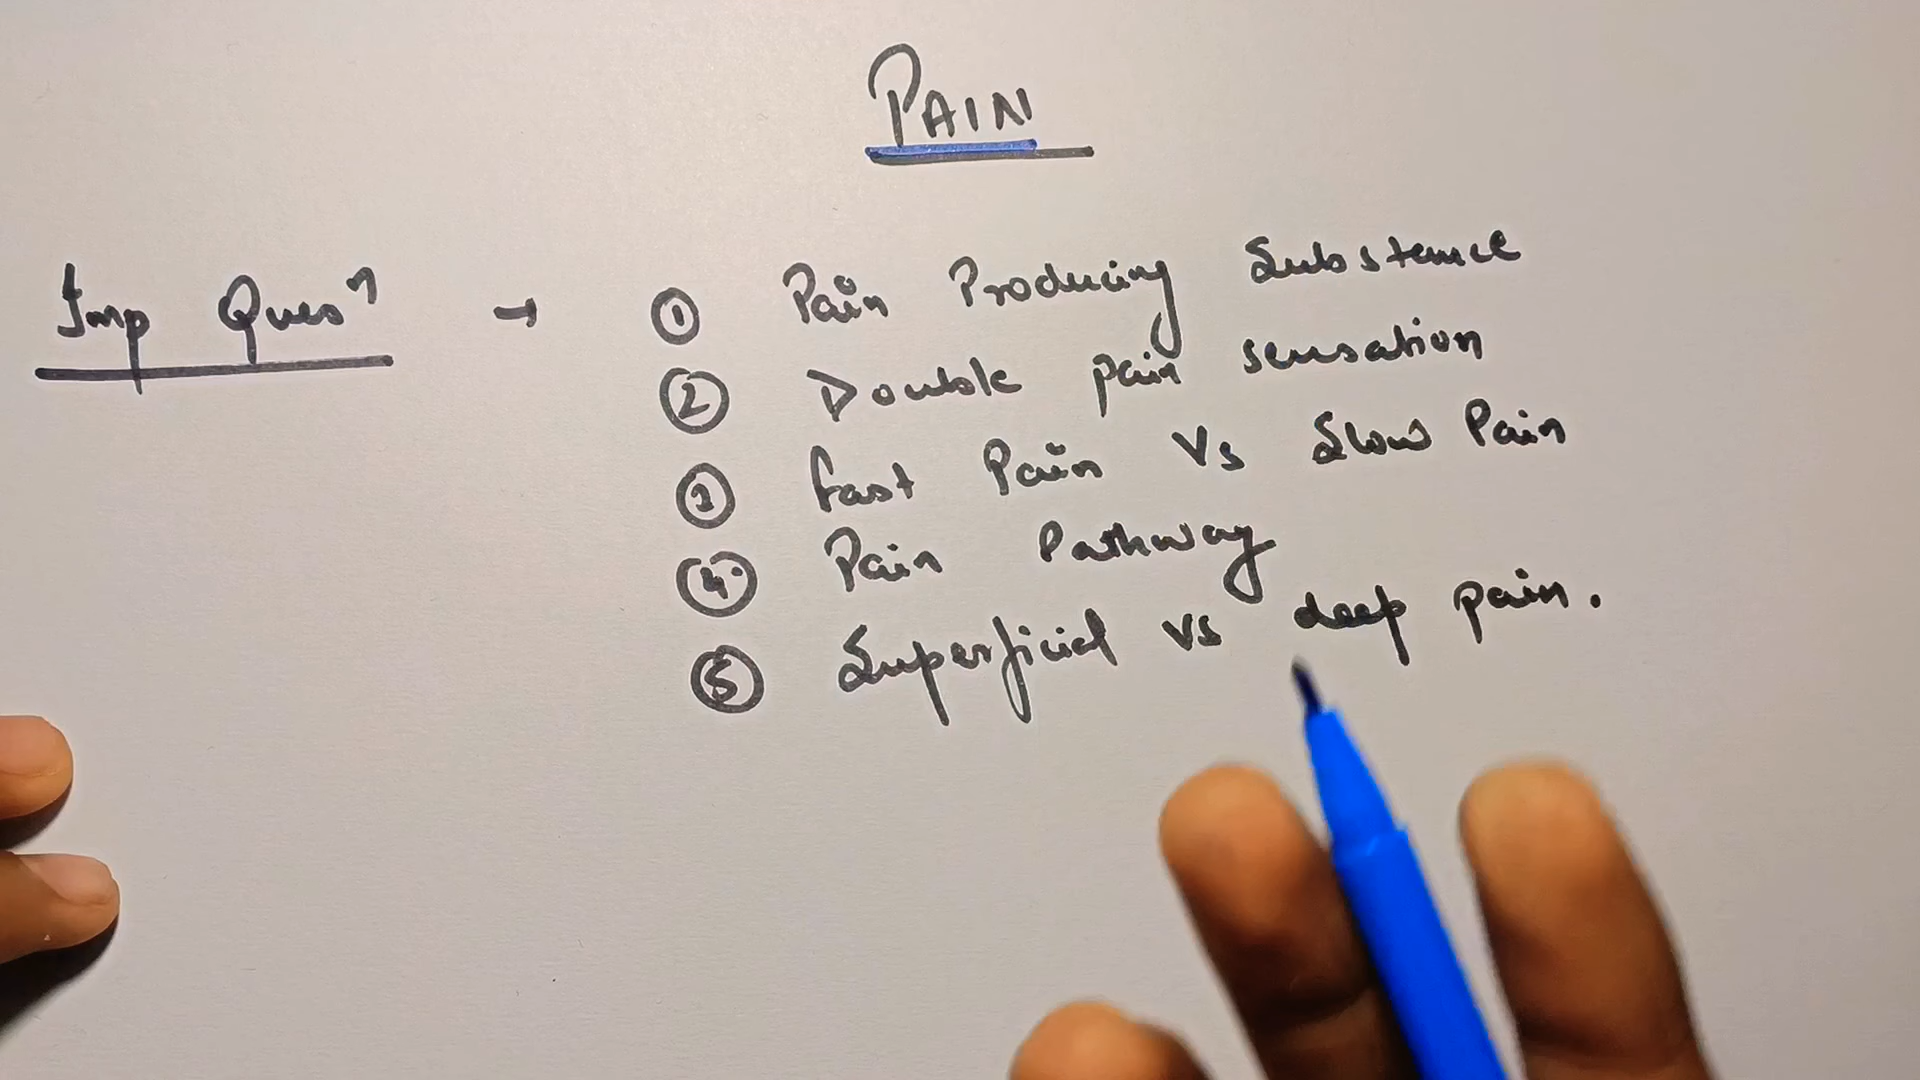 PAIN
Imp Quesⁿ → ① Pain Producing Substance
② Double pain sensation
③ fast Pain Vs Slow Pain
④ Pain Pathway
⑤ Superficial vs deep pain.